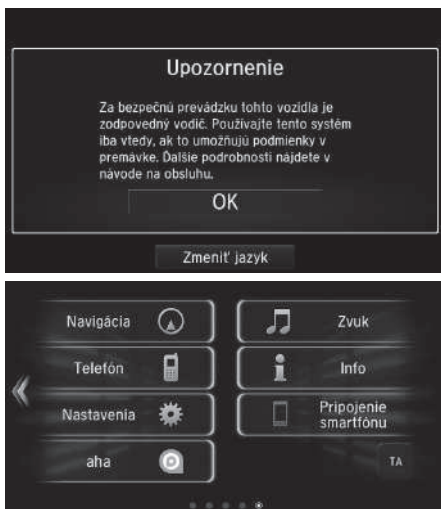 Upozornenie
Za bezpečnú prevádzku tohto vozidla je
zodpovedný vodič. Používajte tento systém
iba vtedy, ak to umožňujú podmienky v
premávke. Ďalšie podrobnosti nájdete v
návode na obsluhu.
OK
Zmeniť jazyk
Navigácia
Zvuk
Telefón
Info
Nastavenia
Pripojenie
smartfónu
aha
TA